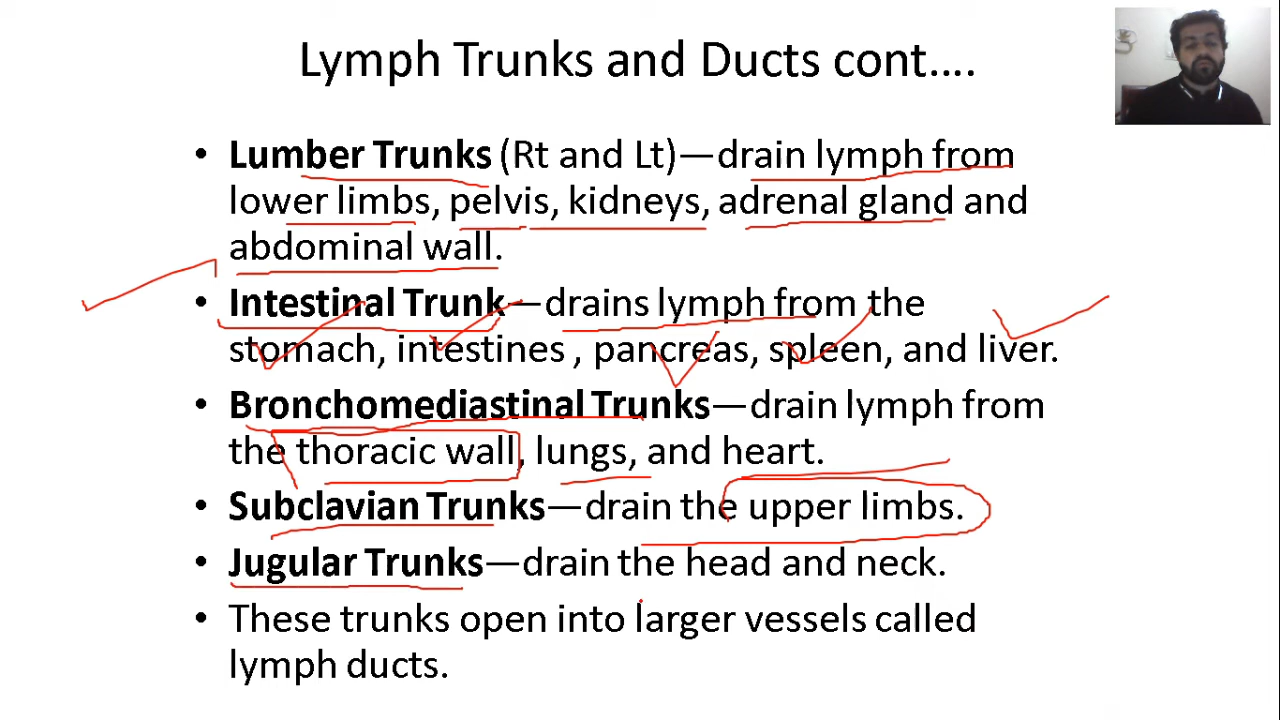 Lymph Trunks and Ducts cont....
• Lumber Trunks (Rt and Lt)—drain lymph from
lower limbs, pelvis, kidneys, adrenal gland and
abdominal wall.
• Intestinal Trunk—drains lymph from the
stomach, intestines , pancreas, spleen, and liver.
• Bronchomediastinal Trunks—drain lymph from
the thoracic wall, lungs, and heart.
• Subclavian Trunks—drain the upper limbs.
• Jugular Trunks—drain the head and neck.
• These trunks open into larger vessels called
lymph ducts.